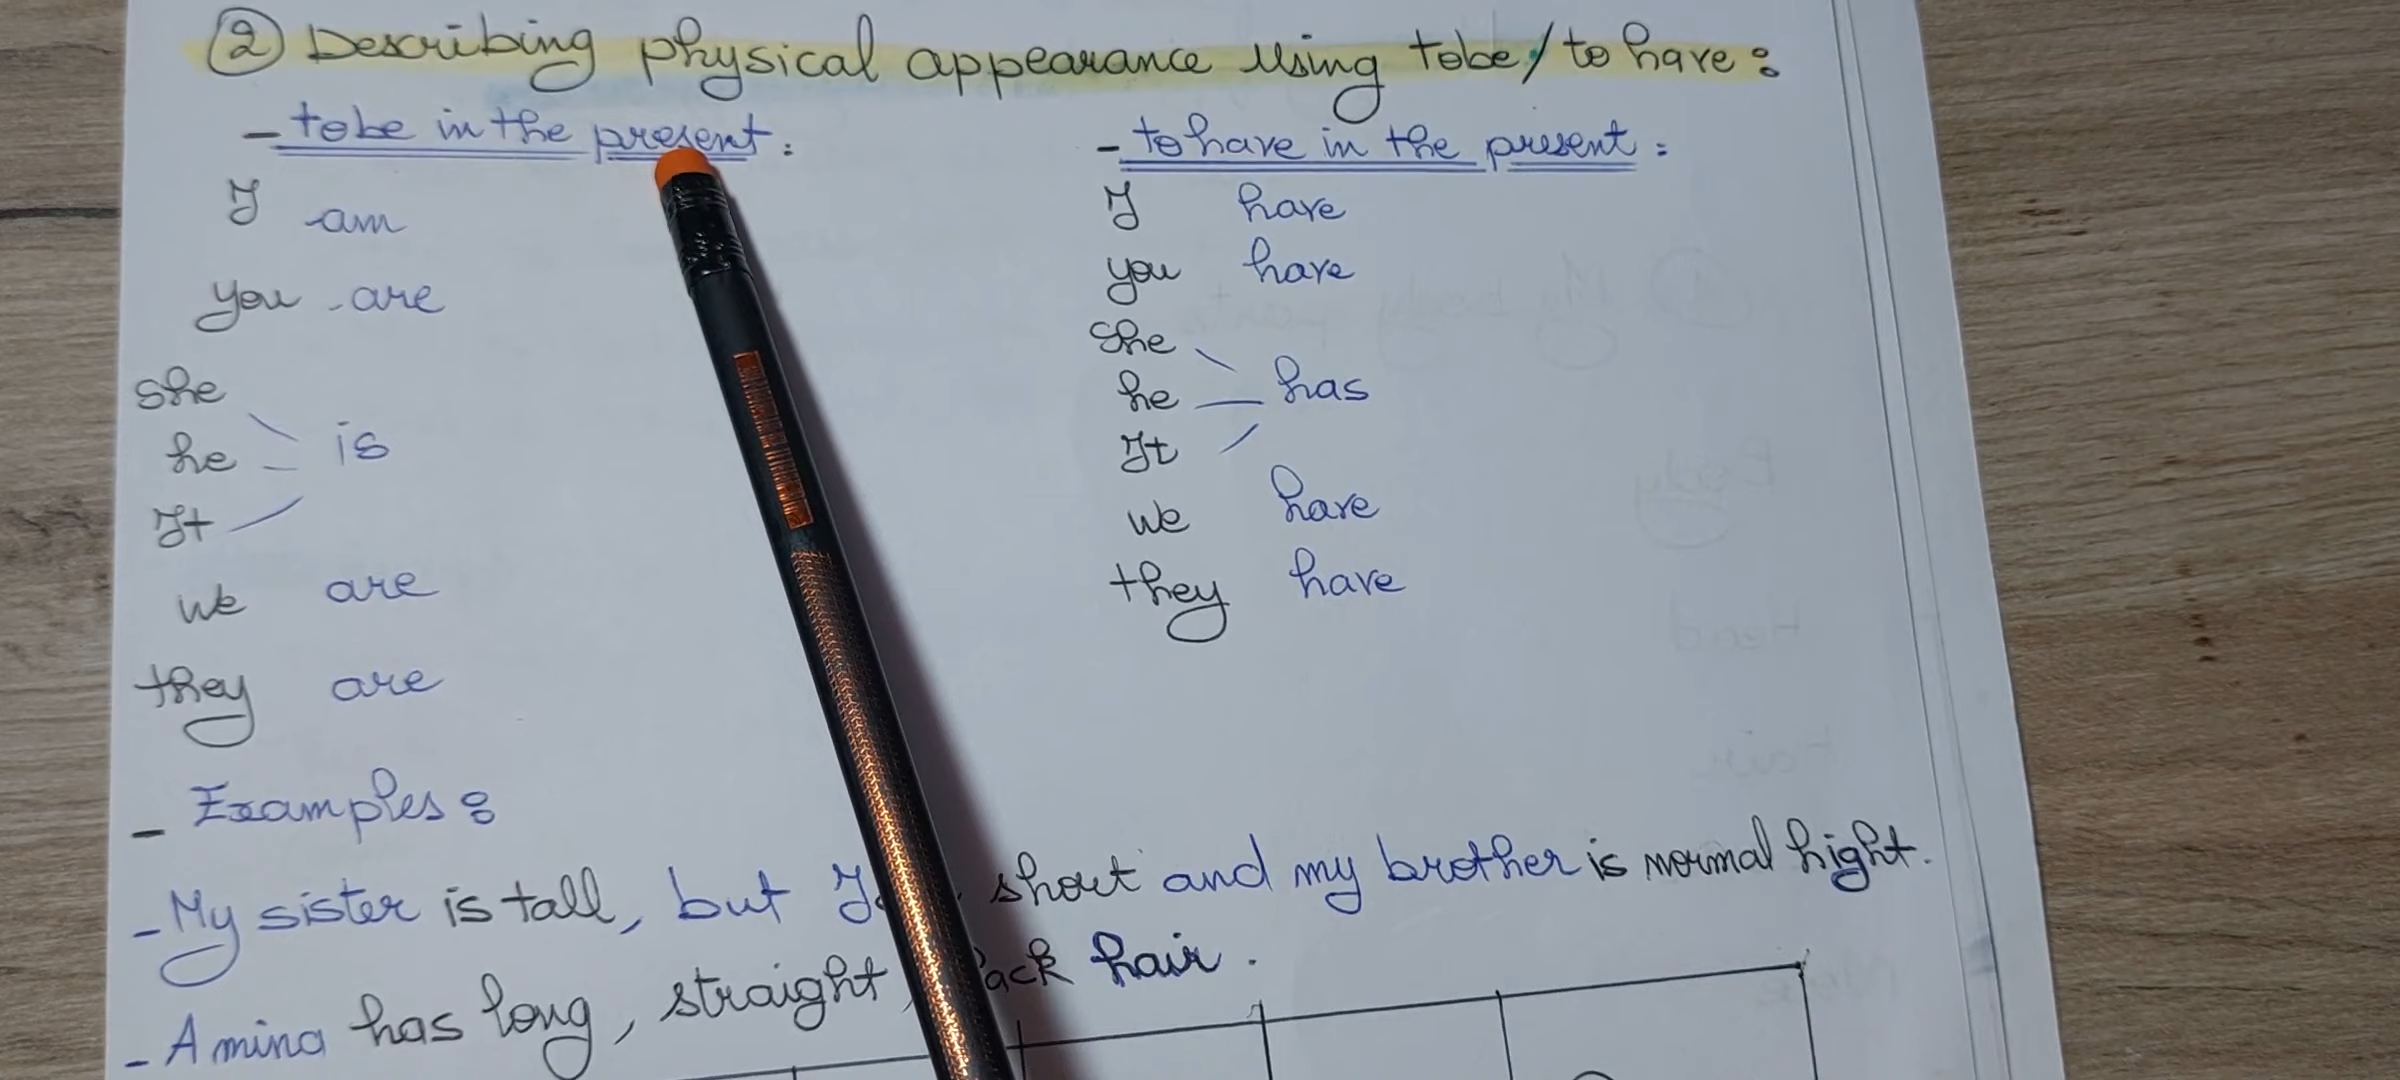 ② Describing physical appearance using tobe/ to have:
- tobe in the present:
I am
you are
she
he is
It
we are
they are
- to have in the present:
I have
you have
she
he has
It
we have
they have
- Examples:
- My sister is tall, but I short and my brother is normal hight.
- Amina has long, straight, hair.